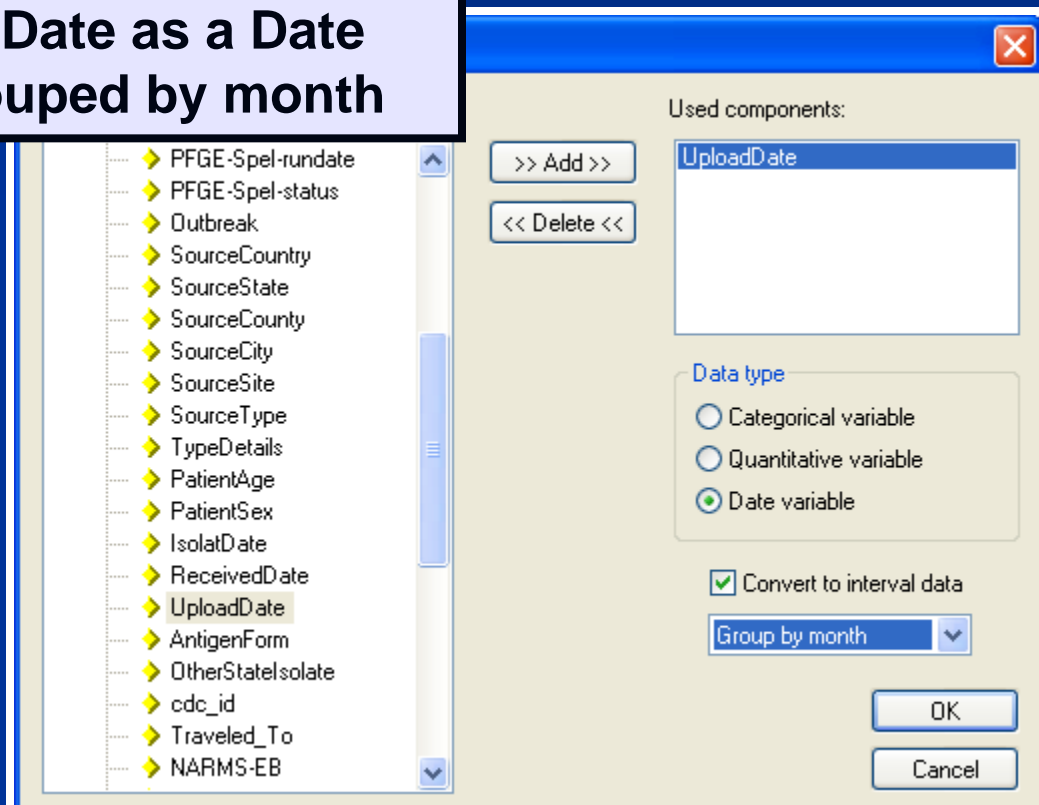 Date as a Date
ouped by month
Used components:
PFGE-Spel-rundate
PFGE-Spel-status
Outbreak
SourceCountry
SourceState
SourceCounty
SourceCity
SourceSite
SourceType
TypeDetails
PatientAge
PatientSex
IsolatDate
ReceivedDate
UploadDate
AntigenForm
OtherStateIsolate
cdc_id
Traveled_To
NARMS-EB
>> Add >>
<< Delete <<
UploadDate
Data type
Categorical variable
Quantitative variable
Date variable
Convert to interval data
Group by month
OK
Cancel